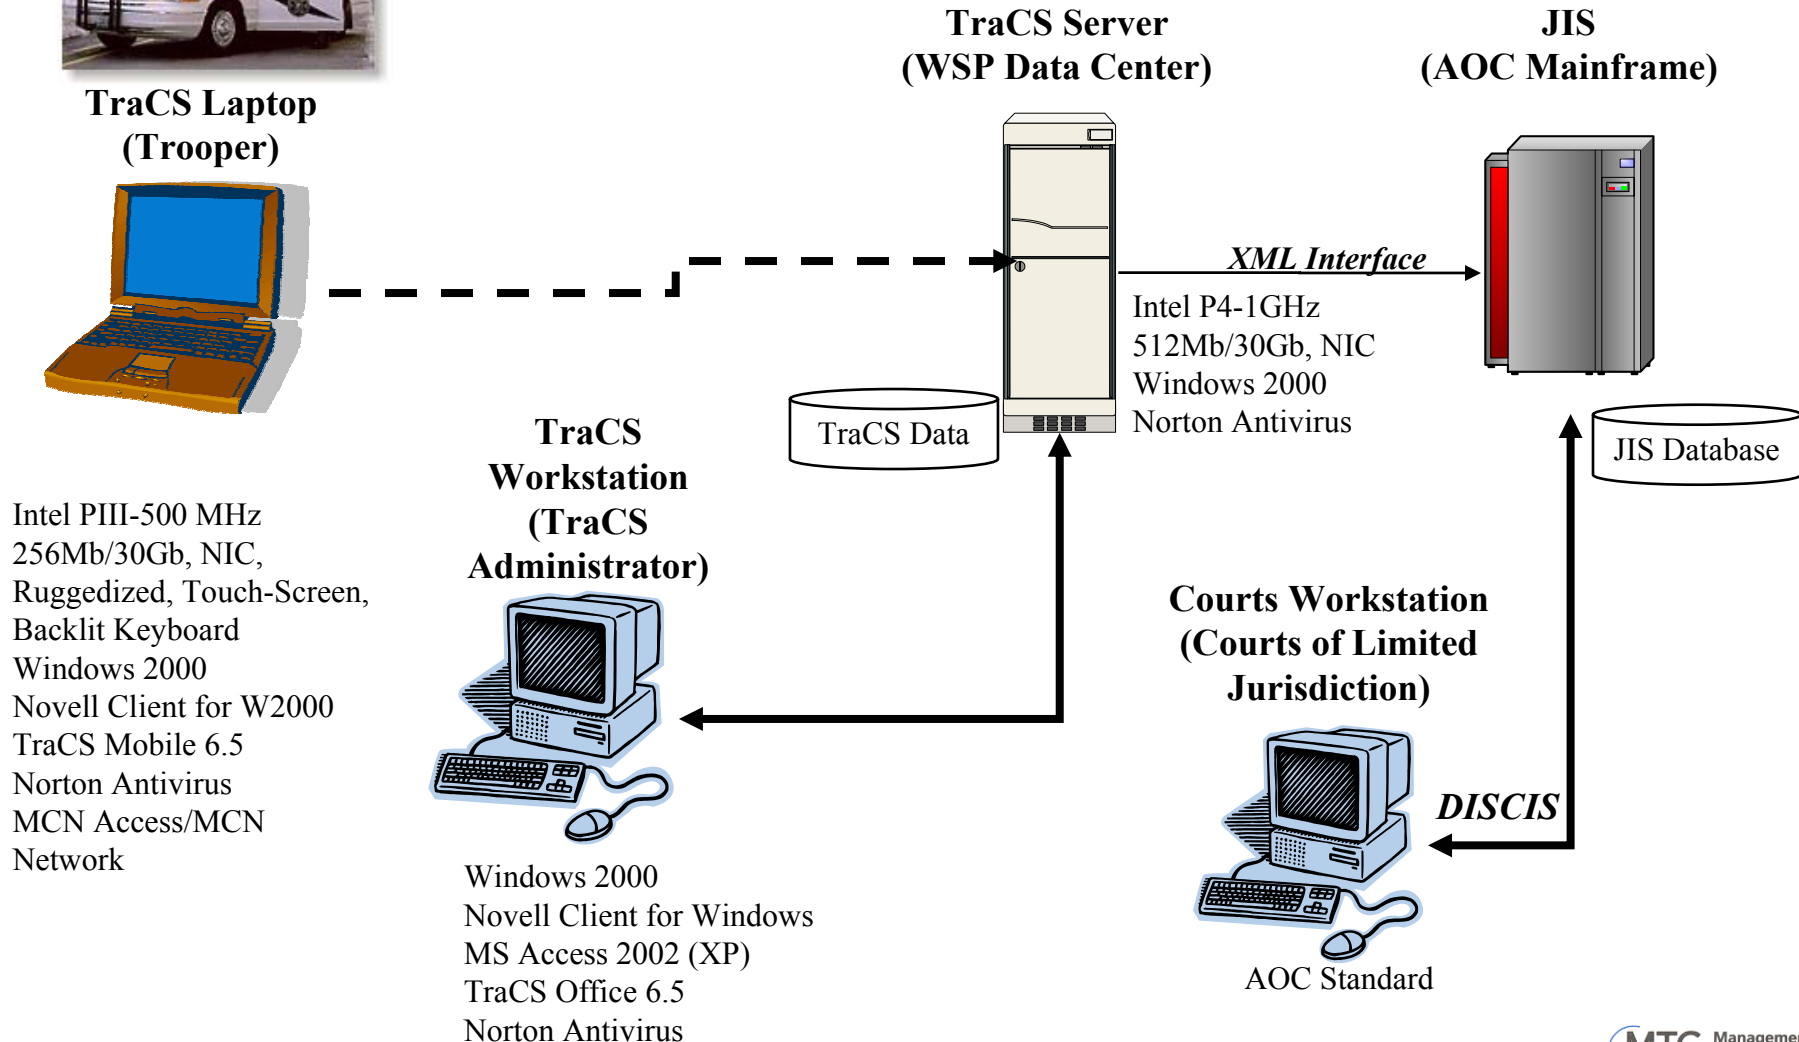 TraCS Server
(WSP Data Center)
JIS
(AOC Mainframe)
TraCS Laptop
(Trooper)
XML Interface
Intel P4-1GHz
512Mb/30Gb, NIC
Windows 2000
Norton Antivirus
TraCS Data
JIS Database
TraCS
Workstation
(TraCS
Administrator)
Intel PIII-500 MHz
256Mb/30Gb, NIC,
Ruggedized, Touch-Screen,
Backlit Keyboard
Windows 2000
Novell Client for W2000
TraCS Mobile 6.5
Norton Antivirus
MCN Access/MCN
Network
Courts Workstation
(Courts of Limited
Jurisdiction)
DISCIS
Windows 2000
Novell Client for Windows
MS Access 2002 (XP)
TraCS Office 6.5
Norton Antivirus
AOC Standard
MTG